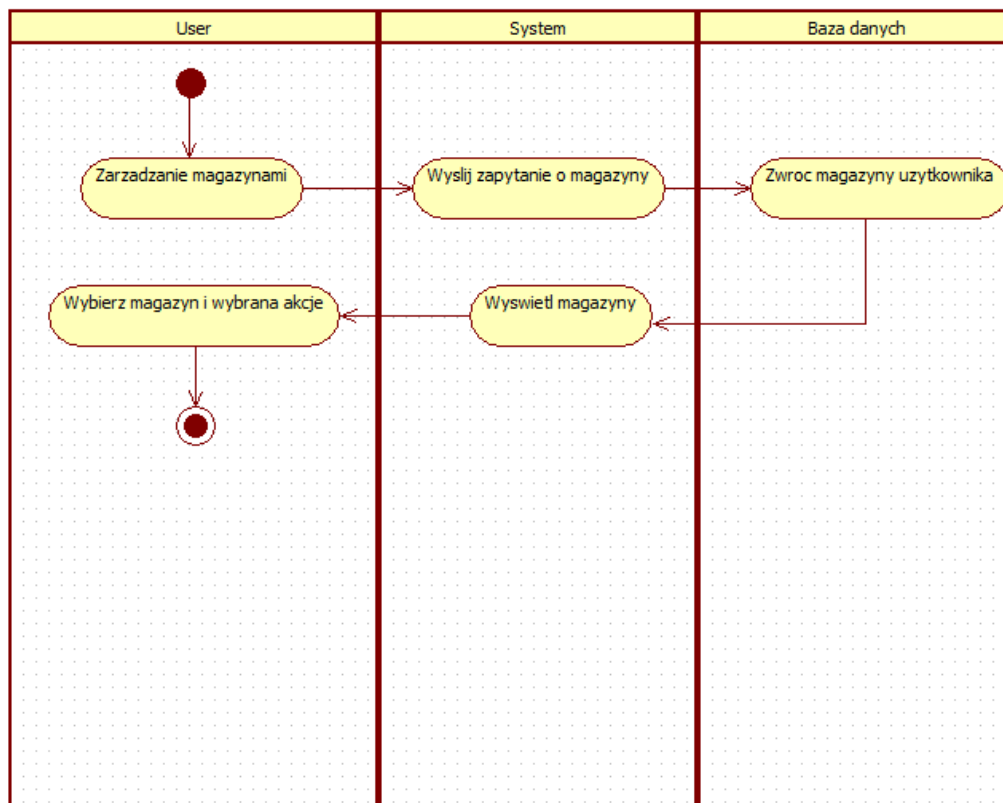 User
System
Baza danych
Zarzadzanie magazynami
Wyslij zapytanie o magazyny
Zwroc magazyny uzytkownika
Wybierz magazyn i wybrana akcje
Wyswietl magazyny